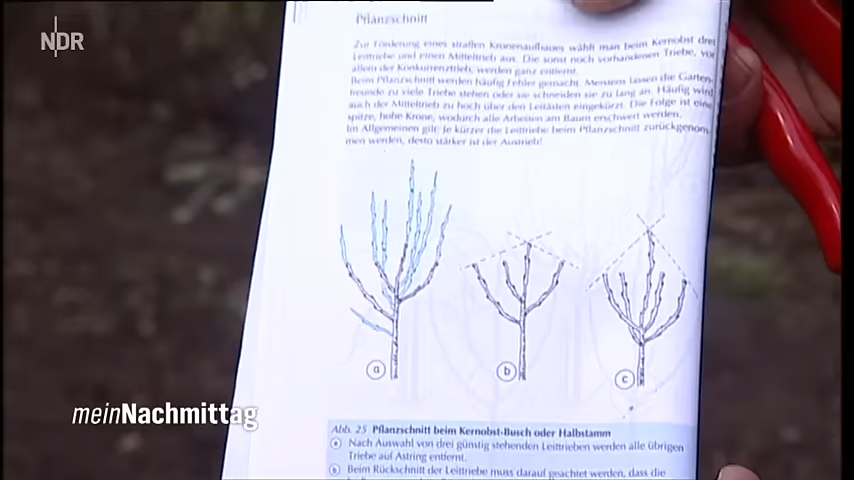 NDR
Pflanzschnitt
Zur Förderung eines straffen Kronenaufbaues wählt man beim Kernobst drei
Leittriebe und einen Mitteltrieb aus. Die sonst noch vorhandenen Triebe, vor
allem der Konkurrenztrieb, werden ganz entfernt.
Beim Pflanzschnitt werden häufig Fehler gemacht. Meistens lassen die Garten-
freunde zu viele Triebe stehen oder sie schneiden sie zu lang an. Häufig wird
auch der Mitteltrieb zu hoch über den Leitästen eingekürzt. Die Folge ist eine
spitze, hohe Krone, wodurch alle Arbeiten am Baum erschwert werden.
Im Allgemeinen gilt: Je kürzer die Leittriebe beim Pflanzschnitt zurückgenom-
men werden, desto stärker ist der Austrieb!
a b c
meinNachmittag
Abb. 25 Pflanzschnitt beim Kernobst-Busch oder Halbstamm
a Nach Auswahl von drei günstig stehenden Leittrieben werden alle übrigen
Triebe auf Astring entfernt.
b Beim Rückschnitt der Leittriebe muss darauf geachtet werden, dass die